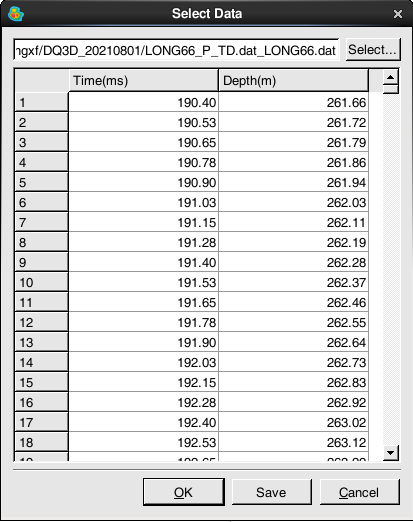 Select Data
ngxf/DQ3D_20210801/LONG66_P_TD.dat_LONG66.dat Select...
Time(ms) Depth(m)
1 190.40 261.66
2 190.53 261.72
3 190.65 261.79
4 190.78 261.86
5 190.90 261.94
6 191.03 262.03
7 191.15 262.11
8 191.28 262.19
9 191.40 262.28
10 191.53 262.37
11 191.65 262.46
12 191.78 262.55
13 191.90 262.64
14 192.03 262.73
15 192.15 262.83
16 192.28 262.92
17 192.40 263.02
18 192.53 263.12
OK Save Cancel